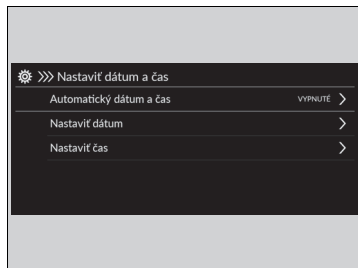 Nastaviť dátum a čas
Automatický dátum a čas VYPNUTÉ
Nastaviť dátum
Nastaviť čas